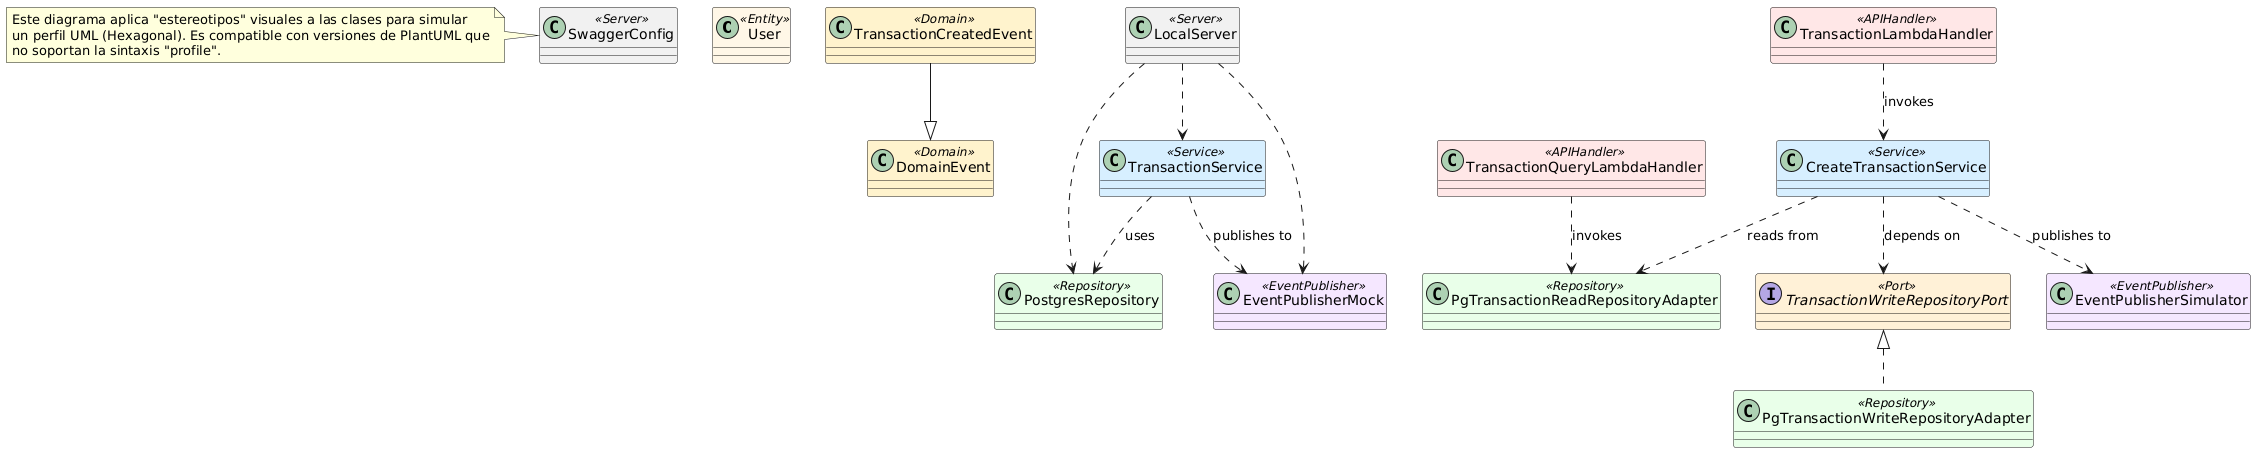 Este diagrama aplica "estereotipos" visuales a las clases para simular
un perfil UML (Hexagonal). Es compatible con versiones de PlantUML que
no soportan la sintaxis "profile".
C «Server»
SwaggerConfig
C «Entity»
User
C «Domain»
TransactionCreatedEvent
C «Server»
LocalServer
C «APIHandler»
TransactionLambdaHandler
invokes
C «Domain»
DomainEvent
C «Service»
TransactionService
C «APIHandler»
TransactionQueryLambdaHandler
C «Service»
CreateTransactionService
uses
publishes to
invokes
reads from
depends on
publishes to
C «Repository»
PostgresRepository
C «EventPublisher»
EventPublisherMock
C «Repository»
PgTransactionReadRepositoryAdapter
I «Port»
TransactionWriteRepositoryPort
C «EventPublisher»
EventPublisherSimulator
C «Repository»
PgTransactionWriteRepositoryAdapter